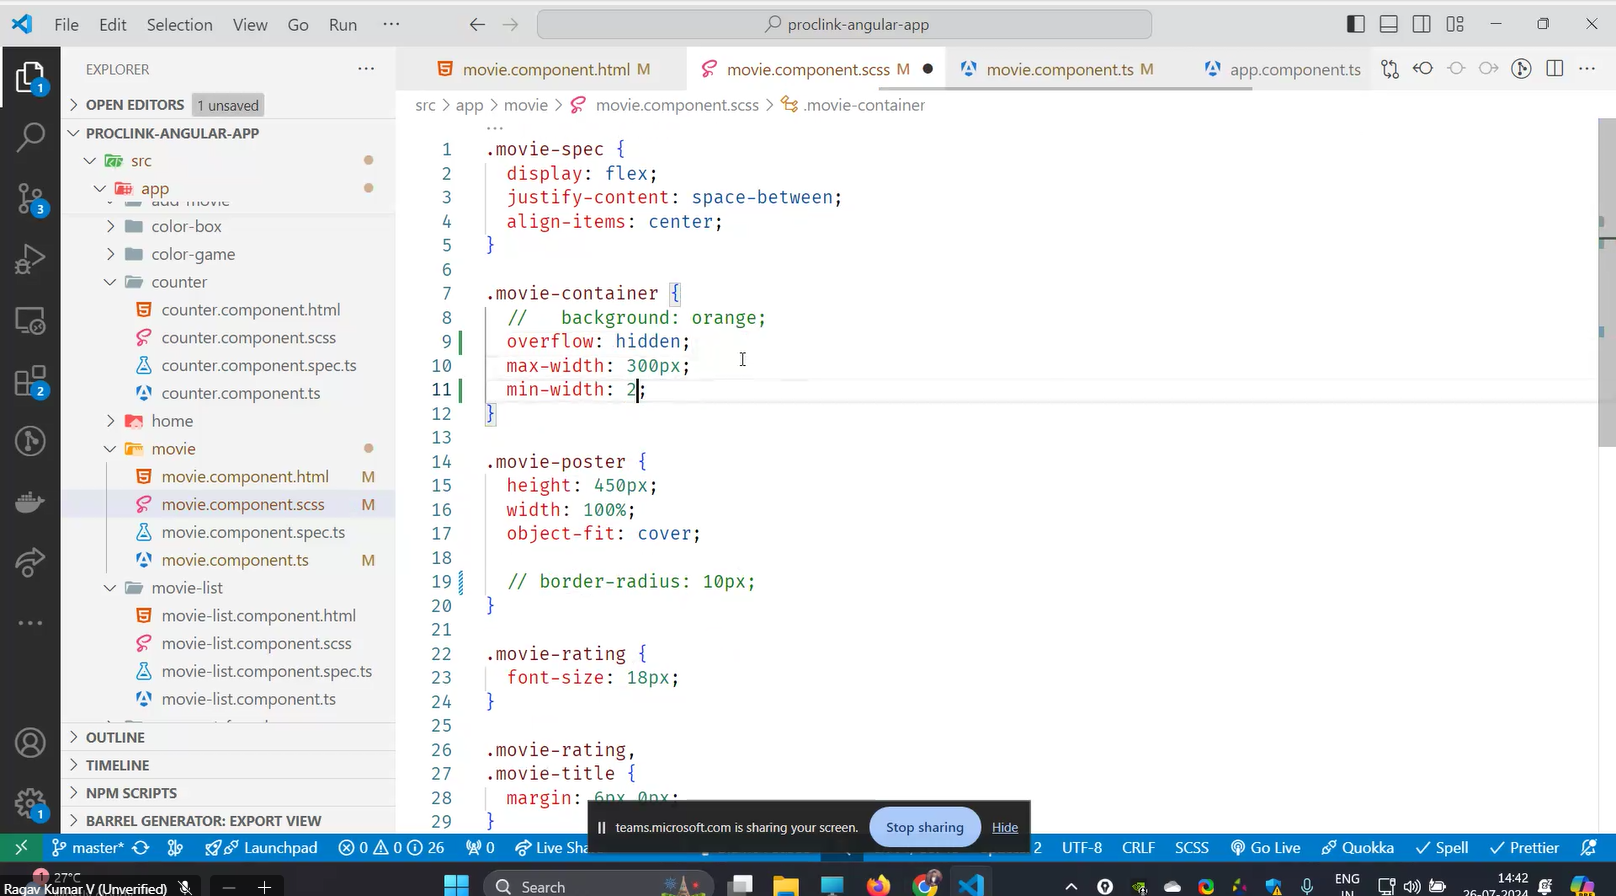 File Edit Selection View Go Run ··· proclink-angular-app
EXPLORER ···
OPEN EDITORS 1 unsaved
PROCLINK-ANGULAR-APP
src
app
add-movie
color-box
color-game
counter
counter.component.html
counter.component.scss
counter.component.spec.ts
counter.component.ts
home
movie
movie.component.html M
movie.component.scss M
movie.component.spec.ts
movie.component.ts M
movie-list
movie-list.component.html
movie-list.component.scss
movie-list.component.spec.ts
movie-list.component.ts
OUTLINE
TIMELINE
NPM SCRIPTS
BARREL GENERATOR: EXPORT VIEW
1
3
2
1
movie.component.html M movie.component.scss M ● movie.component.ts M app.component.ts
src > app > movie > movie.component.scss > .movie-container
···
1 .movie-spec {
2 display: flex;
3 justify-content: space-between;
4 align-items: center;
5 }
6
7 .movie-container {
8 // background: orange;
9 overflow: hidden;
10 max-width: 300px;
11 min-width: 2;
12 }
13
14 .movie-poster {
15 height: 450px;
16 width: 100%;
17 object-fit: cover;
18
19 // border-radius: 10px;
20 }
21
22 .movie-rating {
23 font-size: 18px;
24 }
25
26 .movie-rating,
27 .movie-title {
28 margin: 6px 0px;
29 }
teams.microsoft.com is sharing your screen. Stop sharing Hide
master* Launchpad 0 0 26 0 Live 2 UTF-8 CRLF SCSS Go Live Quokka Spell Prettier
27°C
Ragav Kumar V (Unverified)
Search
ENG
IN
14:42
26-07-2024